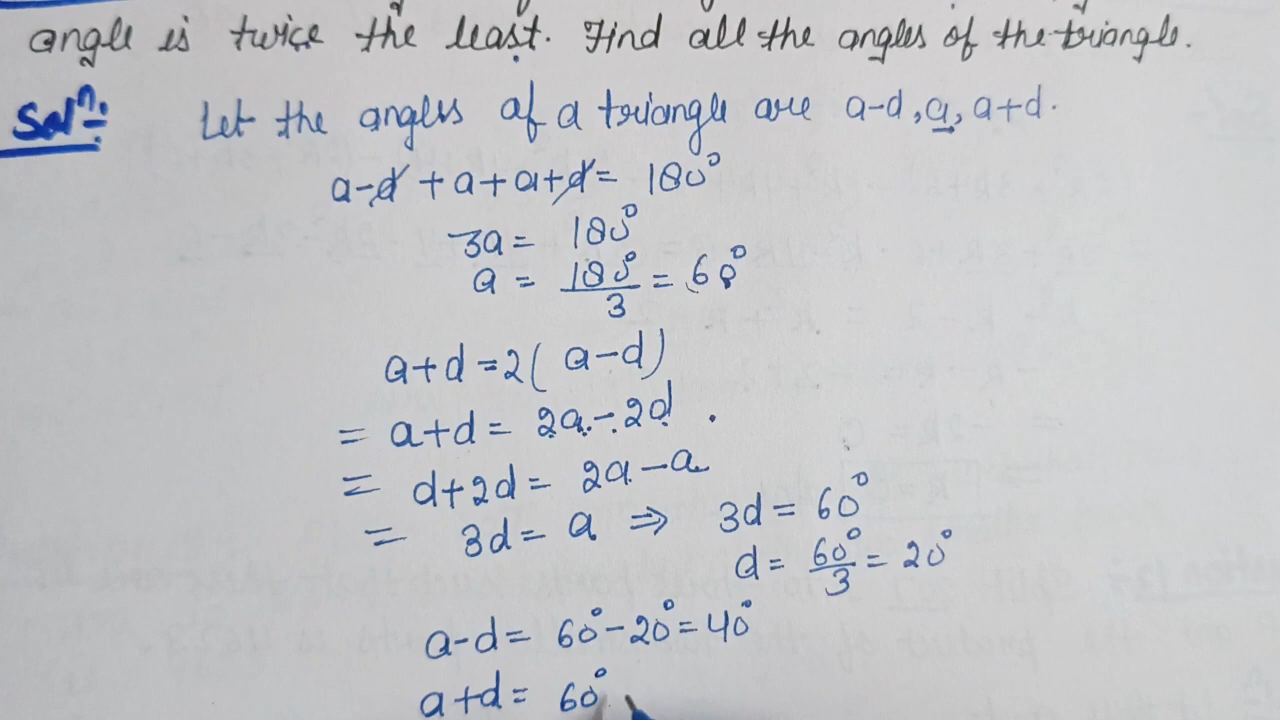 angle is twice the least. Find all the angles of the triangle.
Solⁿ:- Let the angles of a triangle are a-d, a, a+d.
a-d + a + a+d = 180°
3a = 180°
a = 180°/3 = 60°
a+d = 2( a-d)
= a+d = 2a - 2d
= d+2d = 2a - a
= 3d = a ⇒ 3d = 60°
d = 60°/3 = 20°
a-d = 60° - 20° = 40°
a+d = 60°